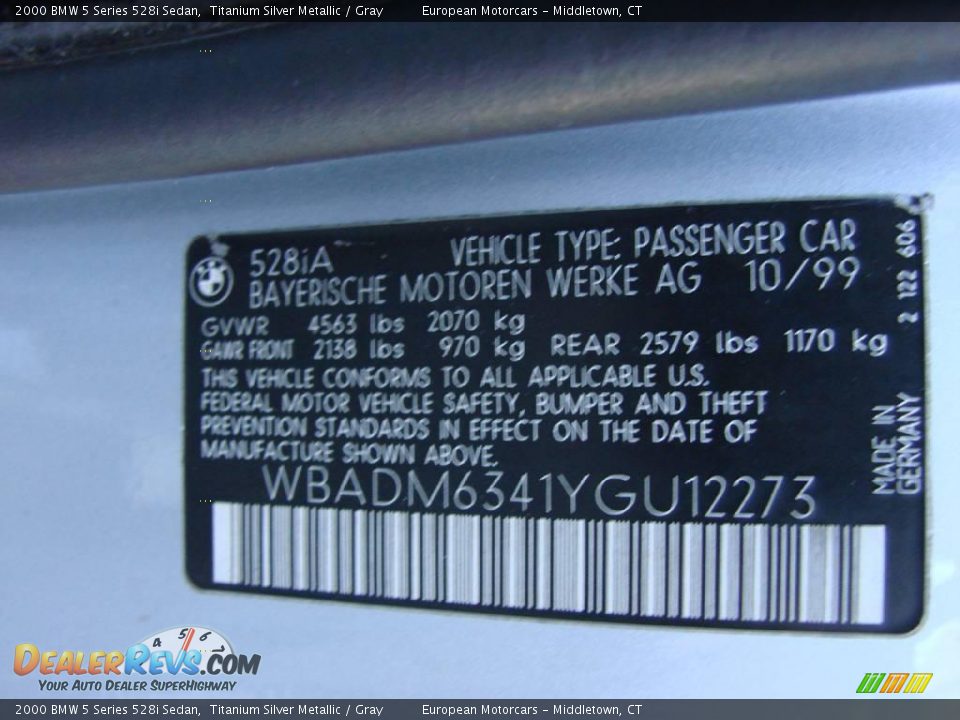 2000 BMW 5 Series 528i Sedan, Titanium Silver Metallic / Gray European Motorcars - Middletown, CT
528iA VEHICLE TYPE: PASSENGER CAR
BAYERISCHE MOTOREN WERKE AG 10/99
GVWR 4563 lbs 2070 kg
GAWR FRONT 2138 lbs 970 kg REAR 2579 lbs 1170 kg
THIS VEHICLE CONFORMS TO ALL APPLICABLE U.S.
FEDERAL MOTOR VEHICLE SAFETY, BUMPER AND THEFT
PREVENTION STANDARDS IN EFFECT ON THE DATE OF
MANUFACTURE SHOWN ABOVE.
WBADM6341YGU12273
2 122 606
MADE IN
GERMANY
4 5 6
DEALERREVS.COM
YOUR AUTO DEALER SUPERHIGHWAY
2000 BMW 5 Series 528i Sedan, Titanium Silver Metallic / Gray European Motorcars - Middletown, CT